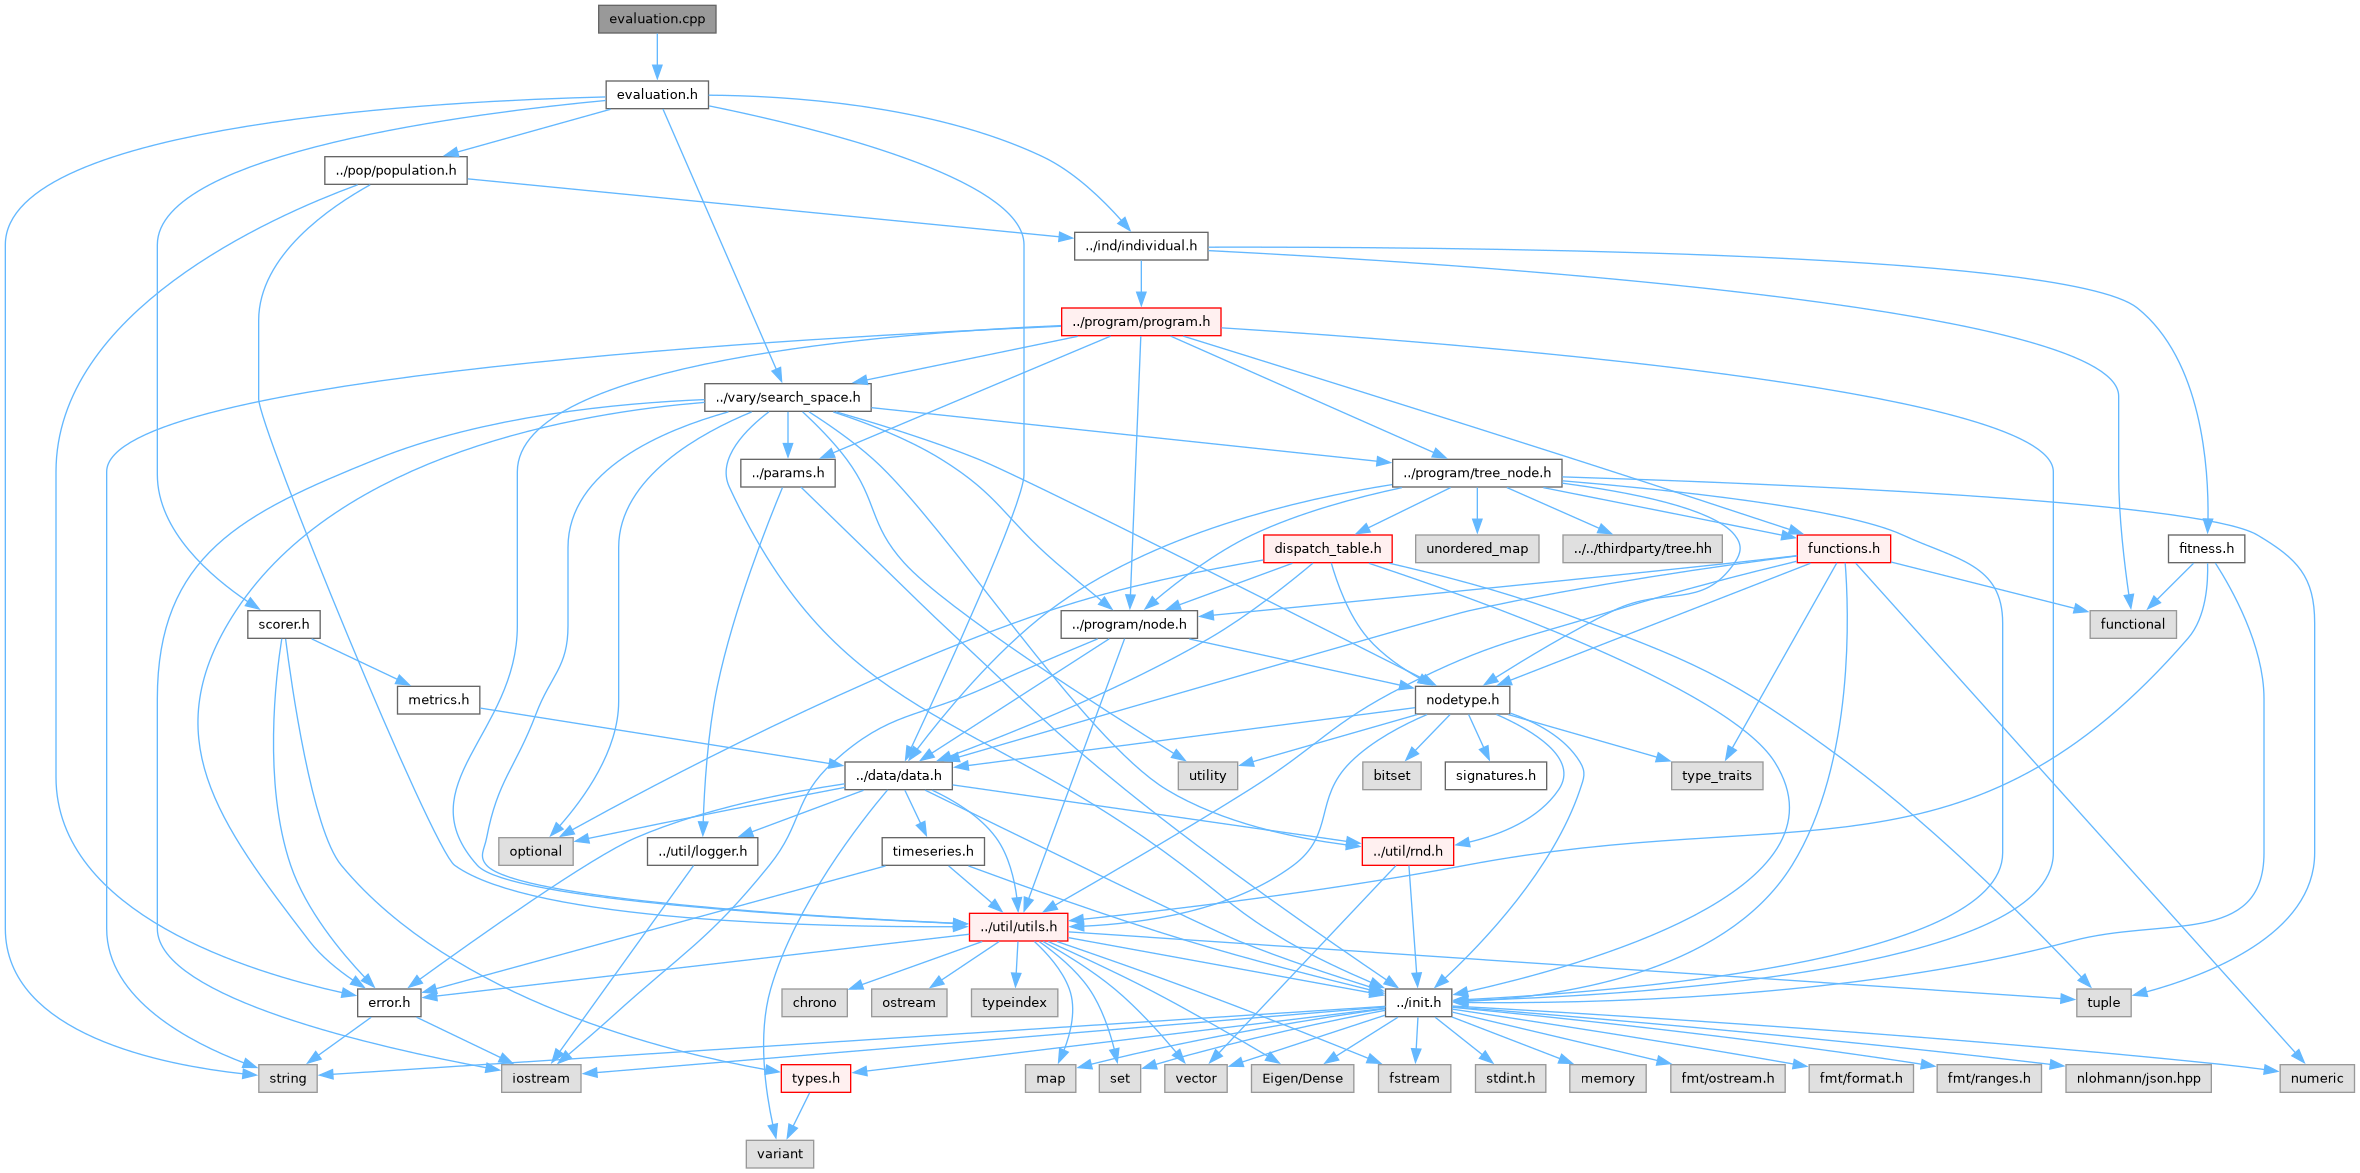 evaluation.cpp
evaluation.h
../pop/population.h
../ind/individual.h
../program/program.h
../vary/search_space.h
../params.h
../program/tree_node.h
dispatch_table.h
unordered_map
../../thirdparty/tree.hh
functions.h
fitness.h
scorer.h
../program/node.h
functional
metrics.h
nodetype.h
../data/data.h
utility
bitset
signatures.h
type_traits
optional
../util/logger.h
timeseries.h
../util/rnd.h
../util/utils.h
error.h
chrono
ostream
typeindex
../init.h
tuple
string
iostream
types.h
map
set
vector
Eigen/Dense
fstream
stdint.h
memory
fmt/ostream.h
fmt/format.h
fmt/ranges.h
nlohmann/json.hpp
numeric
variant